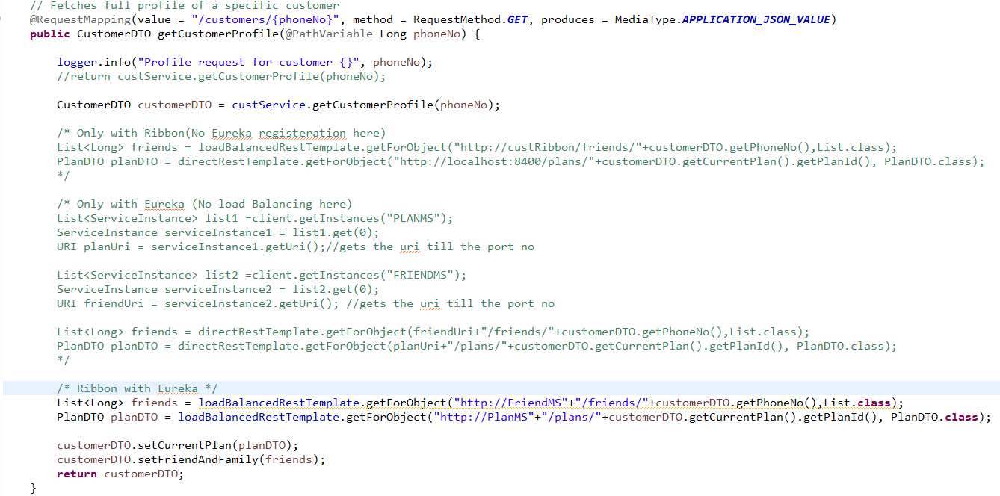 // Fetches full profile of a specific customer
@RequestMapping(value = "/customers/{phoneNo}", method = RequestMethod.GET, produces = MediaType.APPLICATION_JSON_VALUE)
public CustomerDTO getCustomerProfile(@PathVariable Long phoneNo) {
logger.info("Profile request for customer {}", phoneNo);
//return custService.getCustomerProfile(phoneNo);
CustomerDTO customerDTO = custService.getCustomerProfile(phoneNo);
/* Only with Ribbon(No Eureka registeration here)
List<Long> friends = loadBalancedRestTemplate.getForObject("http://custRibbon/friends/"+customerDTO.getPhoneNo(),List.class);
PlanDTO planDTO = directRestTemplate.getForObject("http://localhost:8400/plans/"+customerDTO.getCurrentPlan().getPlanId(), PlanDTO.class);
*/
/* Only with Eureka (No load Balancing here)
List<ServiceInstance> list1 =client.getInstances("PLANMS");
ServiceInstance serviceInstance1 = list1.get(0);
URI planUri = serviceInstance1.getUri();//gets the uri till the port no
List<ServiceInstance> list2 =client.getInstances("FRIENDMS");
ServiceInstance serviceInstance2 = list2.get(0);
URI friendUri = serviceInstance2.getUri(); //gets the uri till the port no
List<Long> friends = directRestTemplate.getForObject(friendUri+"/friends/"+customerDTO.getPhoneNo(),List.class);
PlanDTO planDTO = directRestTemplate.getForObject(planUri+"/plans/"+customerDTO.getCurrentPlan().getPlanId(), PlanDTO.class);
*/
/* Ribbon with Eureka */
List<Long> friends = loadBalancedRestTemplate.getForObject("http://FriendMS"+"/friends/"+customerDTO.getPhoneNo(),List.class);
PlanDTO planDTO = loadBalancedRestTemplate.getForObject("http://PlanMS"+"/plans/"+customerDTO.getCurrentPlan().getPlanId(), PlanDTO.class);
customerDTO.setCurrentPlan(planDTO);
customerDTO.setFriendAndFamily(friends);
return customerDTO;
}